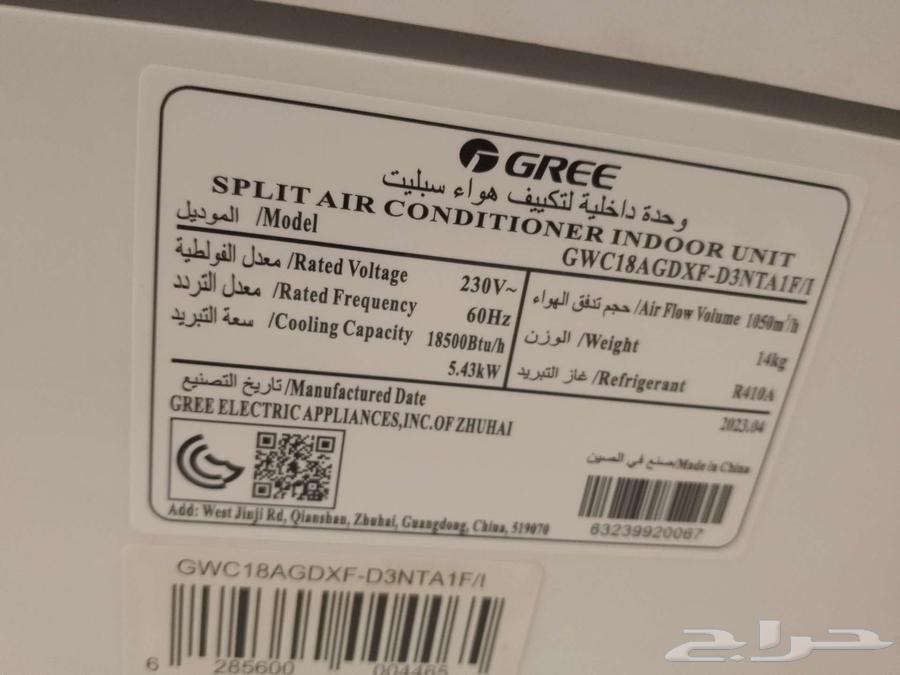 GREE
وحدة داخلية لتكييف هواء سبليت
SPLIT AIR CONDITIONER INDOOR UNIT
الموديل /Model GWC18AGDXF-D3NTA1F/I
معدل الفولطية /Rated Voltage 230V~
معدل التردد /Rated Frequency 60Hz
سعة التبريد /Cooling Capacity 18500Btu/h
5.43kW
حجم تدفق الهواء /Air Flow Volume 1050m³/h
الوزن /Weight 14kg
غاز التبريد /Refrigerant R410A
تاريخ التصنيع /Manufactured Date 2023.04
GREE ELECTRIC APPLIANCES,INC.OF ZHUHAI
صنع في الصين/Made in China
63239920067
Add: West Jinji Rd, Qianshan, Zhuhai, Guangdong, China, 519070
GWC18AGDXF-D3NTA1F/I
6 285600 004465
حراج